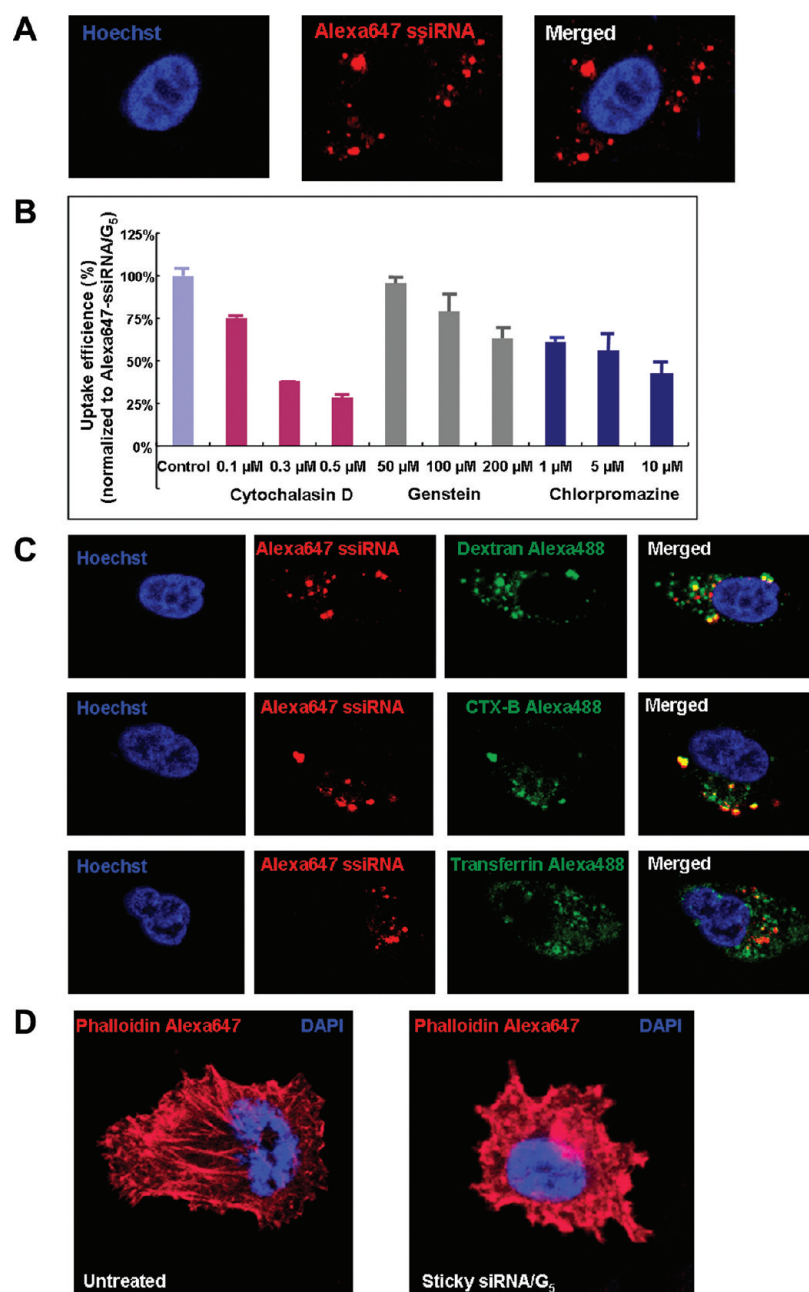 A
Hoechst
Alexa647 ssiRNA
Merged
B
Uptake efficience (%)
(normalized to Alexa647-ssiRNA/G5)
125%
100%
75%
50%
25%
0%
Control 0.1 µM 0.3 µM 0.5 µM 50 µM 100 µM 200 µM 1 µM 5 µM 10 µM
Cytochalasin D Genstein Chlorpromazine
C
Hoechst
Alexa647 ssiRNA
Dextran Alexa488
Merged
Hoechst
Alexa647 ssiRNA
CTX-B Alexa488
Merged
Hoechst
Alexa647 ssiRNA
Transferrin Alexa488
Merged
D
Phalloidin Alexa647 DAPI
Untreated
Phalloidin Alexa647 DAPI
Sticky siRNA/G5